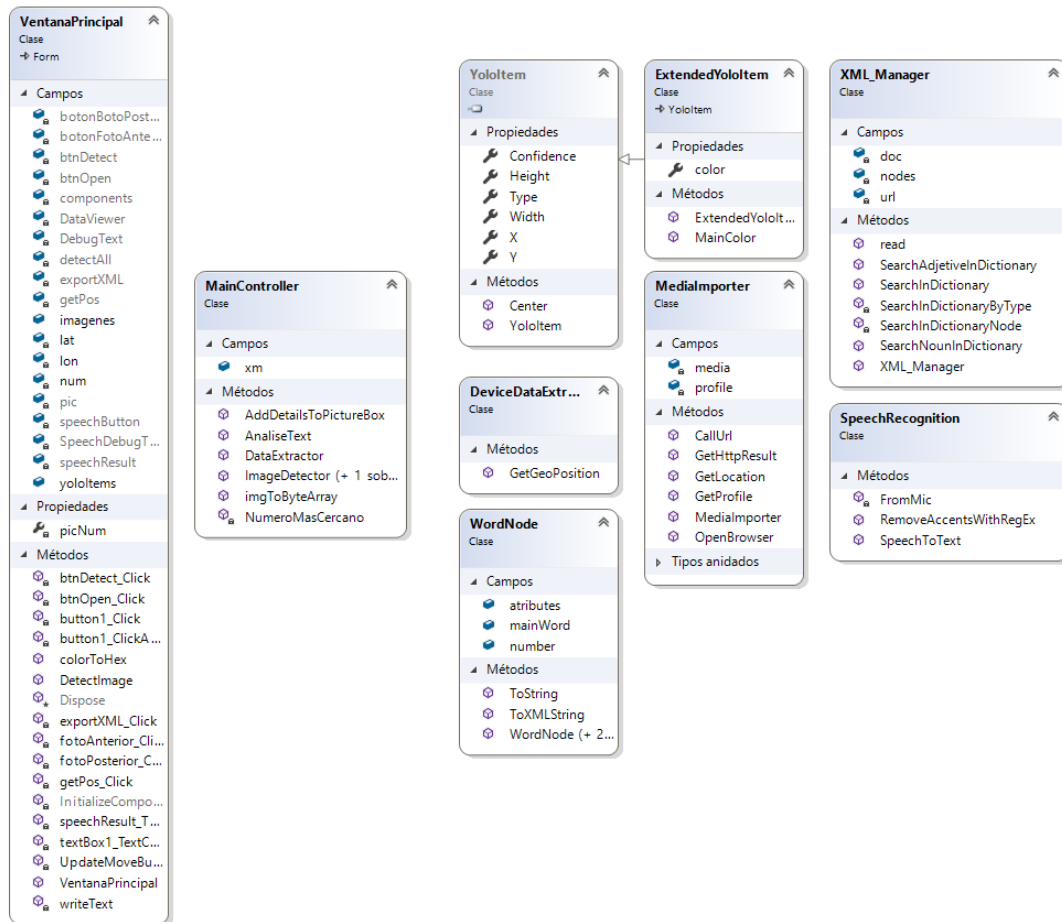 VentanaPrincipal
Clase
Form
Campos
botonBotoPost...
botonFotoAnte...
btnDetect
btnOpen
components
DataViewer
DebugText
detectAll
exportXML
getPos
imagenes
lat
lon
num
pic
speechButton
SpeechDebugT...
speechResult
yoloItems
Propiedades
picNum
Métodos
btnDetect_Click
btnOpen_Click
button1_Click
button1_ClickA...
colorToHex
DetectImage
Dispose
exportXML_Click
fotoAnterior_Cli...
fotoPosterior_C...
getPos_Click
InitializeCompo...
speechResult_T...
textBox1_TextC...
UpdateMoveBu...
VentanaPrincipal
writeText
MainController
Clase
Campos
xm
Métodos
AddDetailsToPictureBox
AnaliseText
DataExtractor
ImageDetector (+ 1 sob...
imgToByteArray
NumeroMasCercano
YoloItem
Clase
Propiedades
Confidence
Height
Type
Width
X
Y
Métodos
Center
YoloItem
DeviceDataExtr...
Clase
Métodos
GetGeoPosition
WordNode
Clase
Campos
atributes
mainWord
number
Métodos
ToString
ToXMLString
WordNode (+ 2...
ExtendedYoloItem
Clase
YoloItem
Propiedades
color
Métodos
ExtendedYoloIt...
MainColor
MediaImporter
Clase
Campos
media
profile
Métodos
CallUrl
GetHttpResult
GetLocation
GetProfile
MediaImporter
OpenBrowser
Tipos anidados
XML_Manager
Clase
Campos
doc
nodes
url
Métodos
read
SearchAdjetiveInDictionary
SearchInDictionary
SearchInDictionaryByType
SearchInDictionaryNode
SearchNounInDictionary
XML_Manager
SpeechRecognition
Clase
Métodos
FromMic
RemoveAccentsWithRegEx
SpeechToText